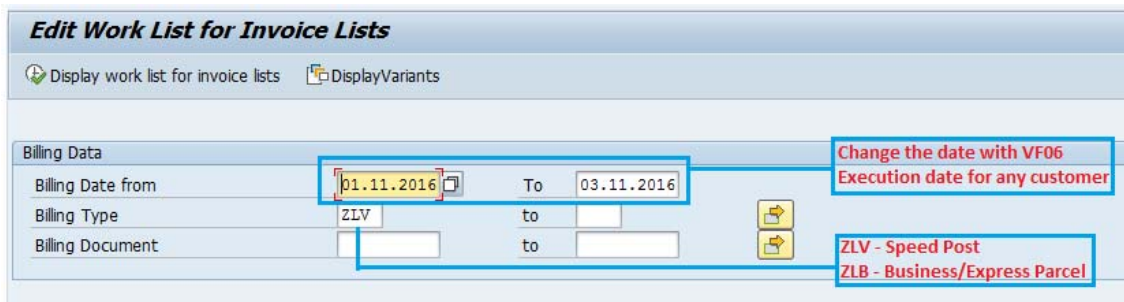 Edit Work List for Invoice Lists
Display work list for invoice lists DisplayVariants
Billing Data
Change the date with VF06
Execution date for any customer
Billing Date from 01.11.2016 To 03.11.2016
Billing Type ZLV to
Billing Document to
ZLV - Speed Post
ZLB - Business/Express Parcel